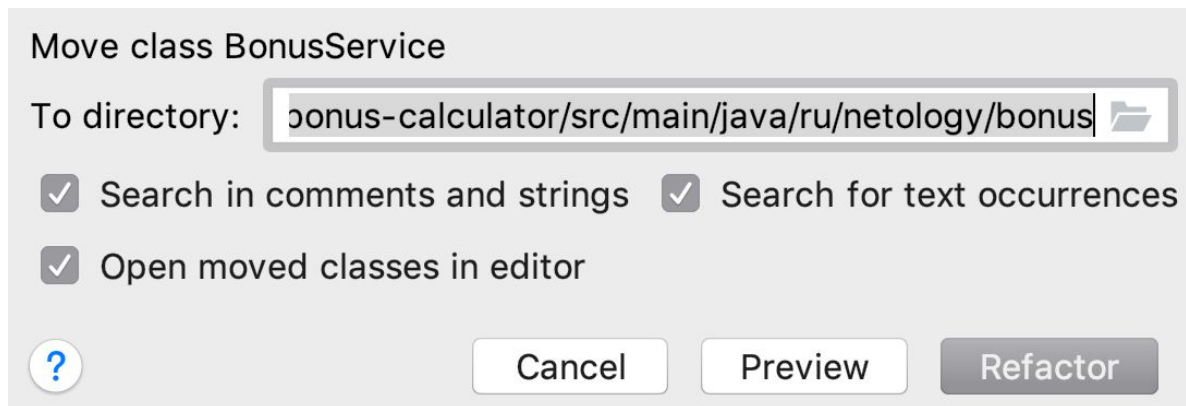 Move class BonusService
To directory: bonus-calculator/src/main/java/ru/netology/bonus
Search in comments and strings Search for text occurrences
Open moved classes in editor
? Cancel Preview Refactor